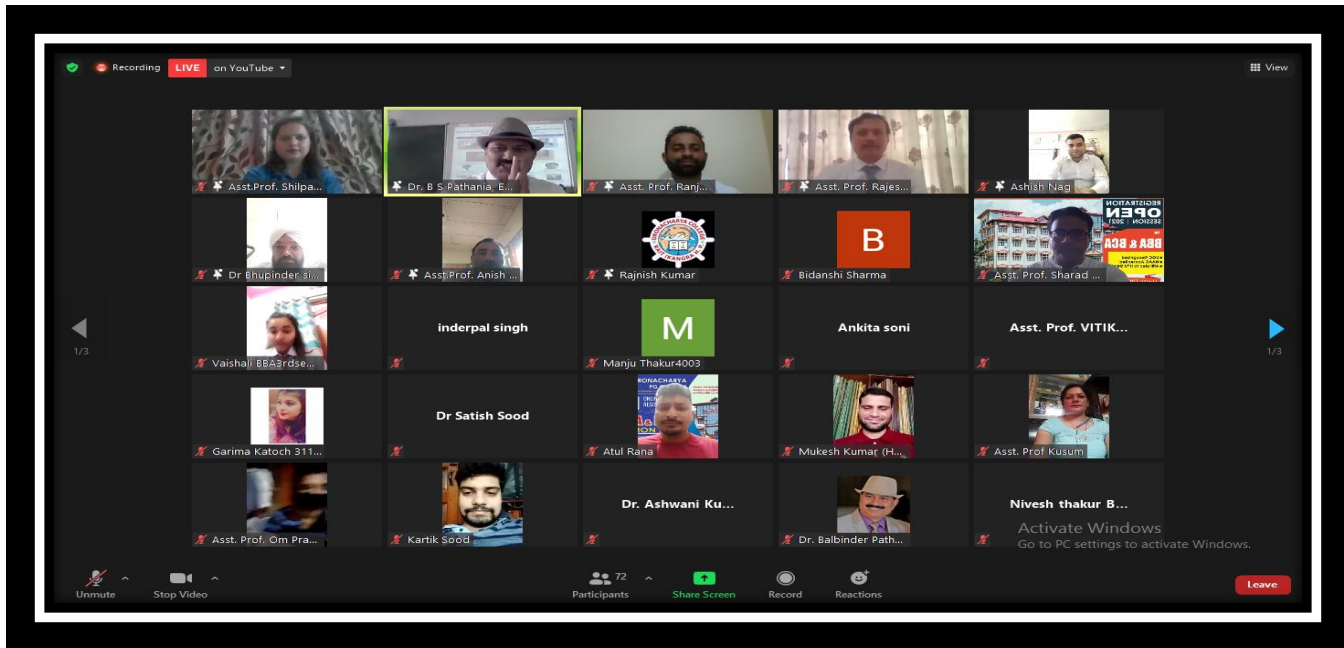 Recording LIVE on YouTube
View
Asst.Prof. Shilpa...
Dr. B S Pathania, E...
Asst. Prof. Ranj...
Asst. Prof. Rajes...
Ashish Nag
Dr Bhupinder si...
Asst.Prof. Anish ...
Rajnish Kumar
B
Bidanshi Sharma
REGISTRATION
OPEN
SESSION : 2021
BBA & BCA
Asst. Prof. Sharad ...
1/3
Vaishali BBA3rdse...
inderpal singh
M
Manju Thakur4003
Ankita soni
Asst. Prof. VITIK...
1/3
Garima Katoch 311...
Dr Satish Sood
Atul Rana
Mukesh Kumar (H...
Asst. Prof Kusum
Asst. Prof. Om Pra...
Kartik Sood
Dr. Ashwani Ku...
Dr. Balbinder Path...
Nivesh thakur B...
Activate Windows
Go to PC settings to activate Windows.
Unmute
Stop Video
72
Participants
Share Screen
Record
Reactions
Leave